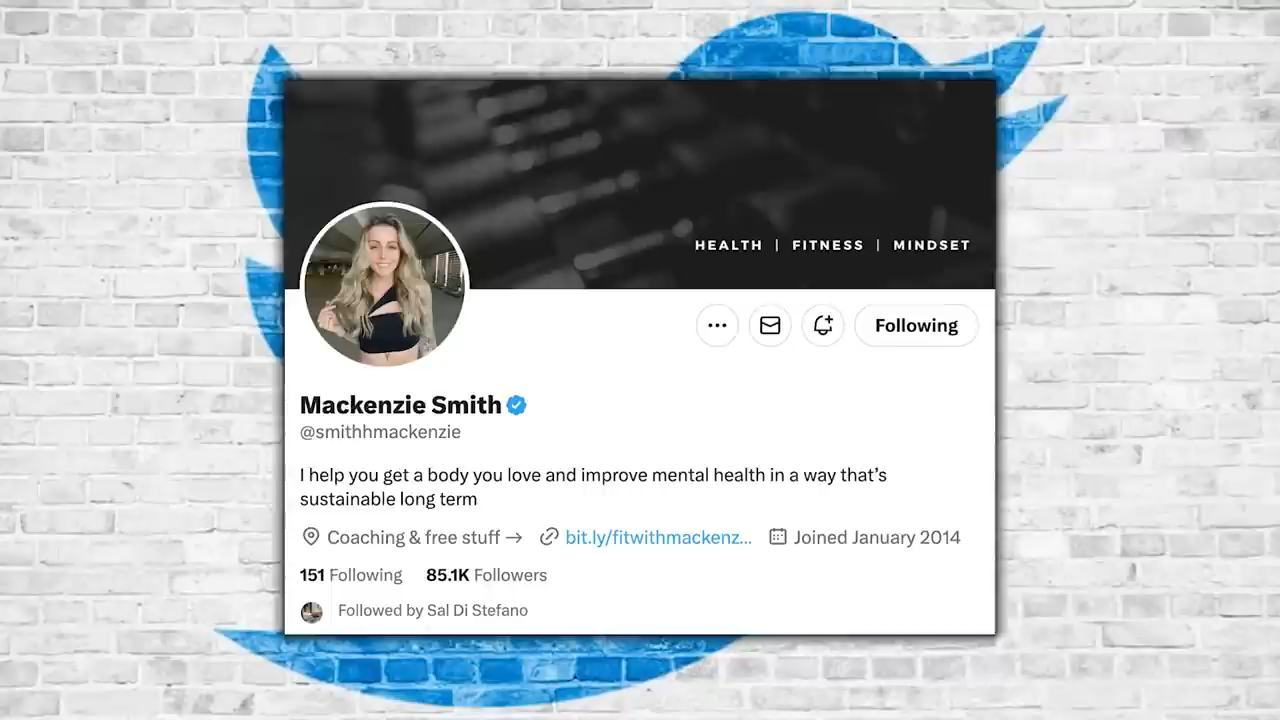 HEALTH | FITNESS | MINDSET
Following
Mackenzie Smith
@smithhmackenzie
I help you get a body you love and improve mental health in a way that's
sustainable long term
Coaching & free stuff → bit.ly/fitwithmackenz... Joined January 2014
151 Following 85.1K Followers
Followed by Sal Di Stefano